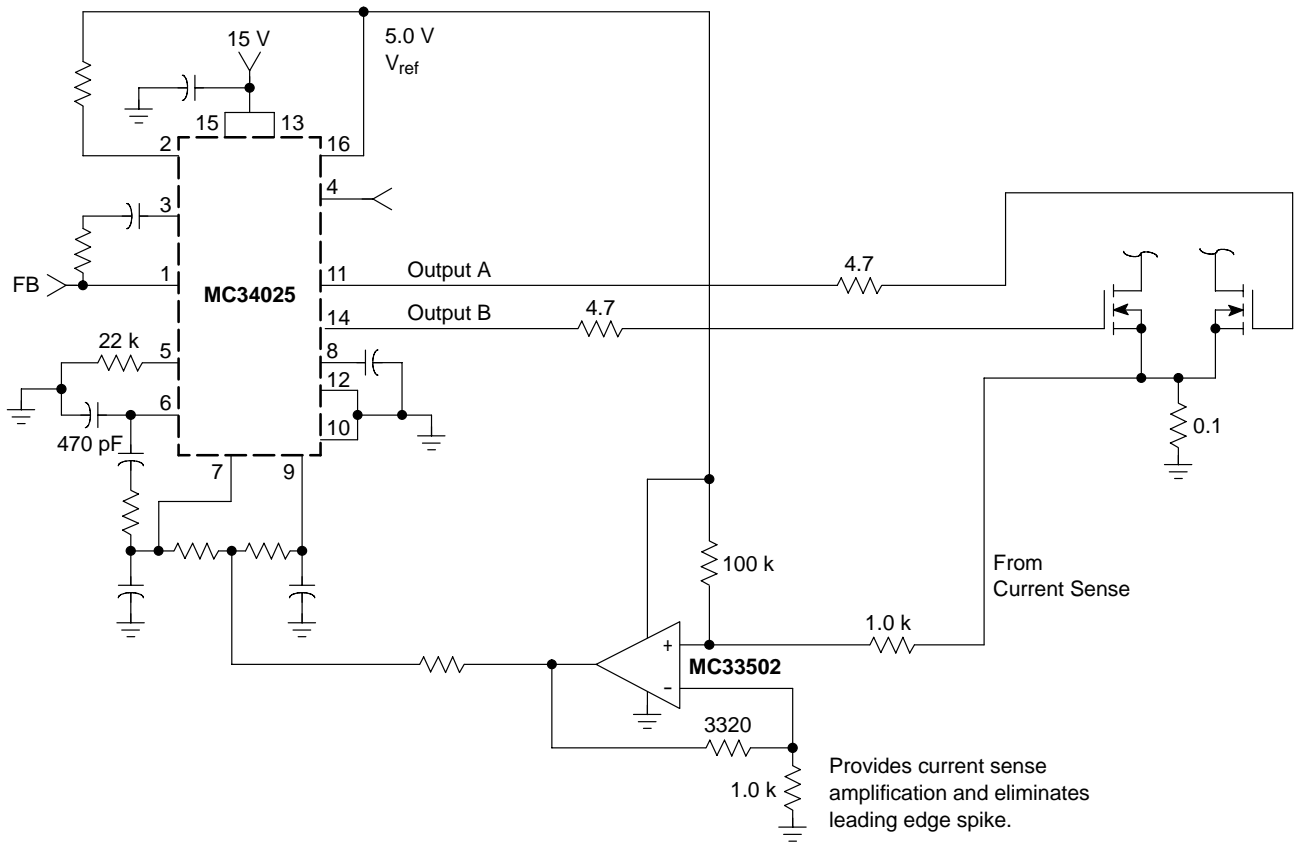 15 V
5.0 V
Vref
15
13
2
16
4
3
FB
1
MC34025
11
Output A
4.7
14
Output B
4.7
22 k
5
8
12
6
10
470 pF
7
9
0.1
100 k
From
Current Sense
1.0 k
+
MC33502
-
3320
1.0 k
Provides current sense
amplification and eliminates
leading edge spike.